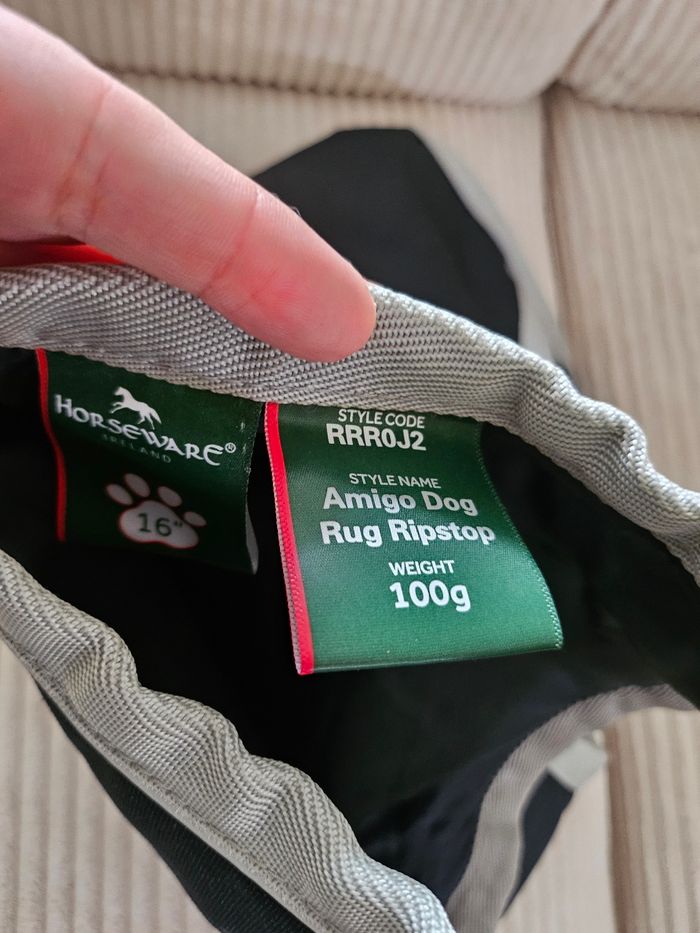 HORSEWARE®
IRELAND
16"
STYLE CODE
RRR0J2
STYLE NAME
Amigo Dog
Rug Ripstop
WEIGHT
100g